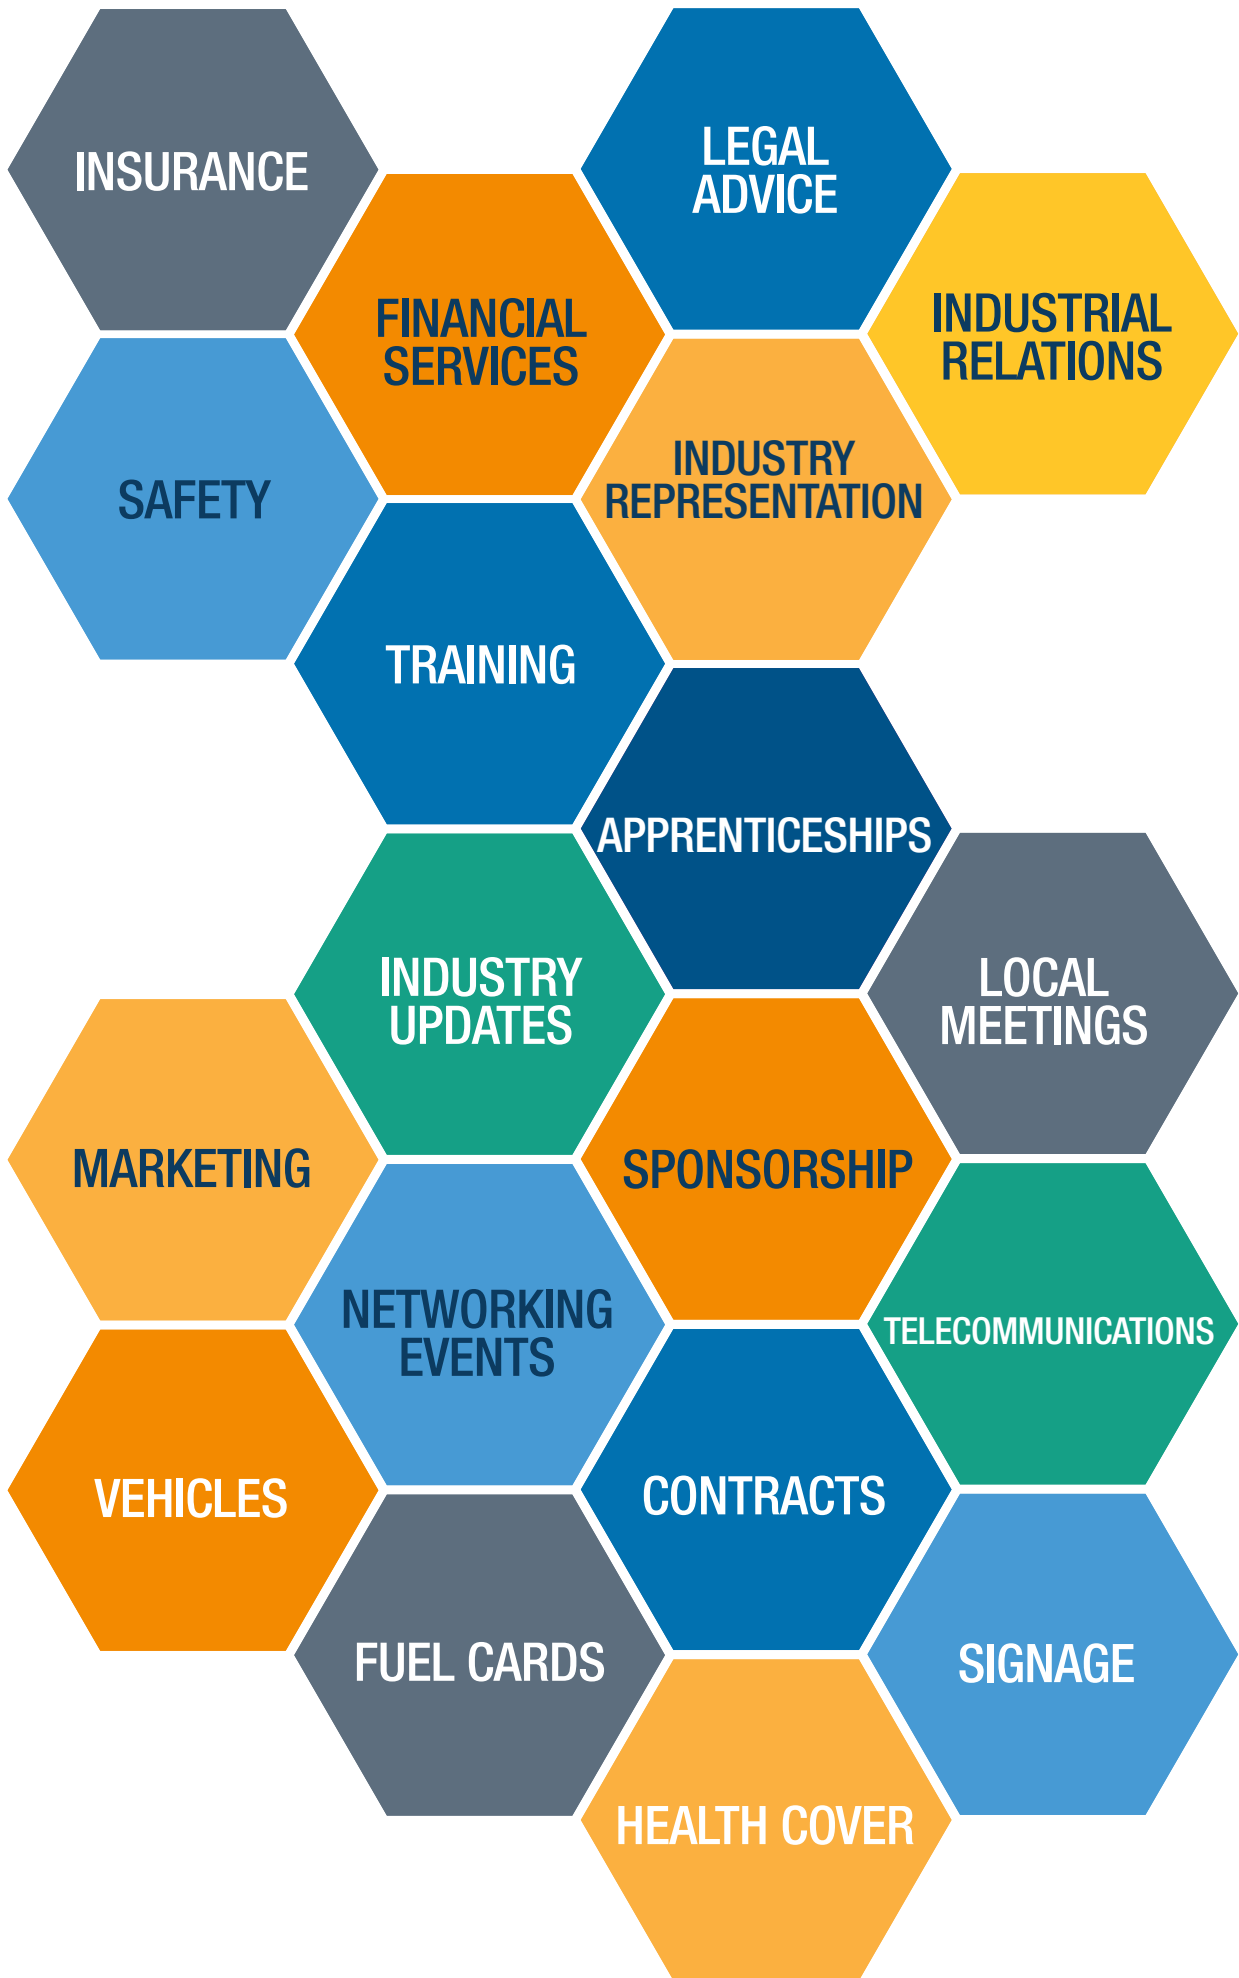 INSURANCE
LEGAL
ADVICE
FINANCIAL
SERVICES
INDUSTRIAL
RELATIONS
SAFETY
INDUSTRY
REPRESENTATION
TRAINING
APPRENTICESHIPS
INDUSTRY
UPDATES
LOCAL
MEETINGS
MARKETING
SPONSORSHIP
NETWORKING
EVENTS
TELECOMMUNICATIONS
VEHICLES
CONTRACTS
FUEL CARDS
SIGNAGE
HEALTH COVER